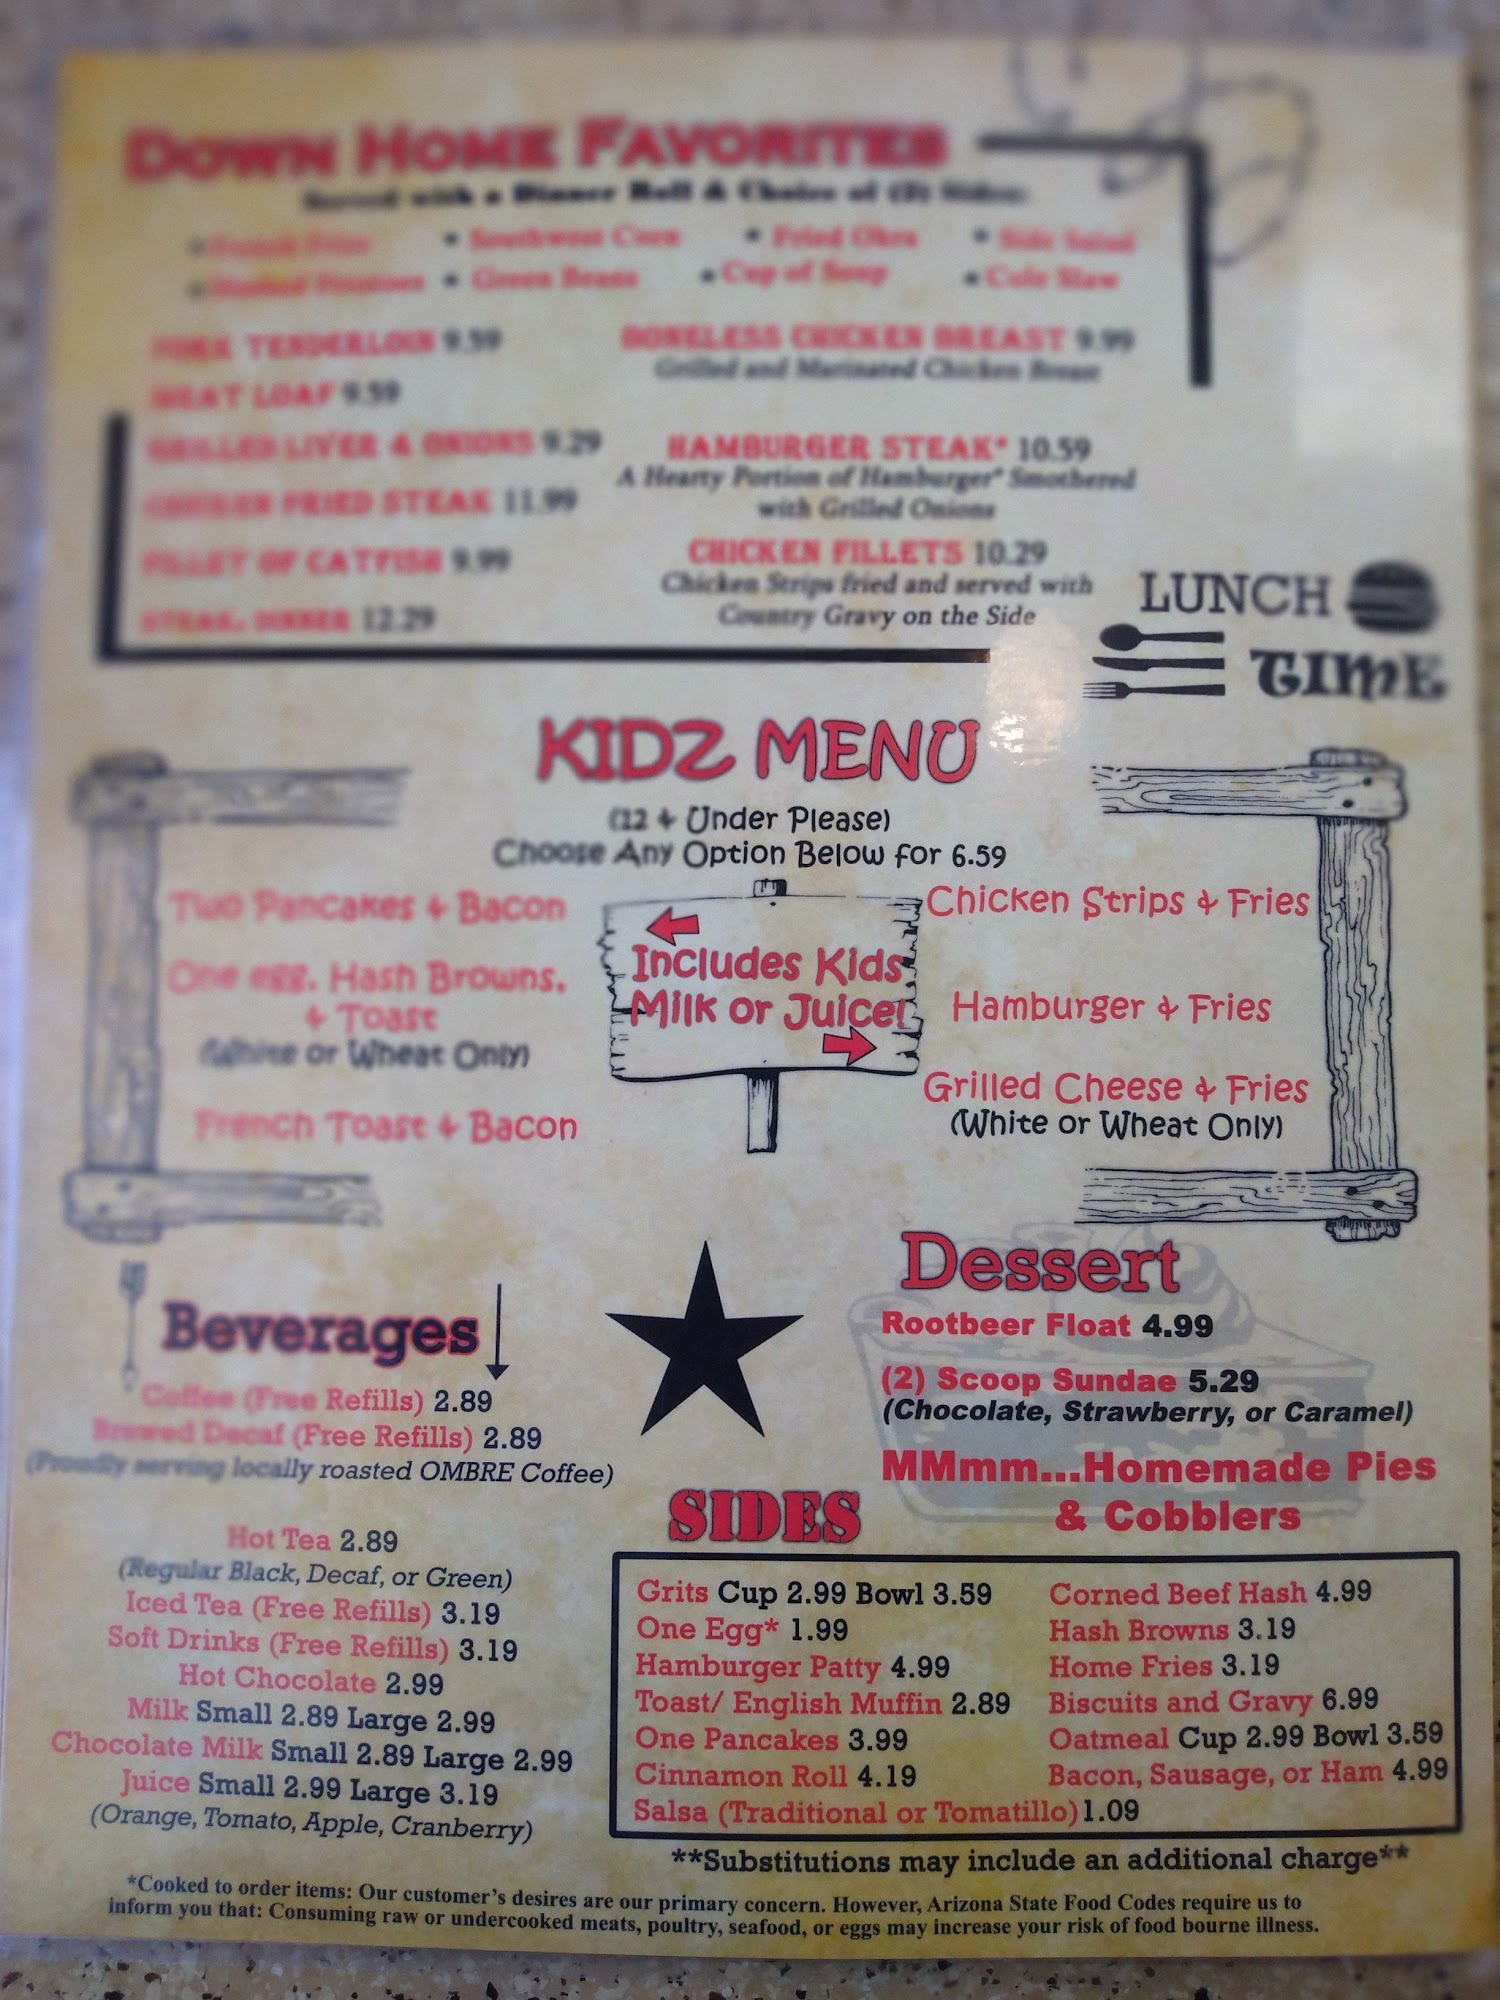 DOWN HOME FAVORITES
Served with a Dinner Roll & Choice of (2) Sides:
• French Fries • Southwest Corn • Fried Okra • Side Salad
• Mashed Potatoes • Green Beans • Cup of Soup • Cole Slaw
PORK TENDERLOIN 9.59
MEAT LOAF 9.59
GRILLED LIVER & ONIONS 9.29
CHICKEN FRIED STEAK 11.99
FILLET OF CATFISH 9.99
STEAK DINNER 12.29
BONELESS CHICKEN BREAST 9.99
Grilled and Marinated Chicken Breast
HAMBURGER STEAK* 10.59
A Hearty Portion of Hamburger* Smothered
with Grilled Onions
CHICKEN FILLETS 10.29
Chicken Strips fried and served with
Country Gravy on the Side
LUNCH
TIME
KIDZ MENU
(12 & Under Please)
Choose Any Option Below for 6.59
Two Pancakes & Bacon
One egg, Hash Browns,
& Toast
(White or Wheat Only)
French Toast & Bacon
Includes Kids
Milk or Juice!
Chicken Strips & Fries
Hamburger & Fries
Grilled Cheese & Fries
(White or Wheat Only)
Beverages
Coffee (Free Refills) 2.89
Brewed Decaf (Free Refills) 2.89
(Proudly serving locally roasted OMBRE Coffee)
Hot Tea 2.89
(Regular Black, Decaf, or Green)
Iced Tea (Free Refills) 3.19
Soft Drinks (Free Refills) 3.19
Hot Chocolate 2.99
Milk Small 2.89 Large 2.99
Chocolate Milk Small 2.89 Large 2.99
Juice Small 2.99 Large 3.19
(Orange, Tomato, Apple, Cranberry)
Dessert
Rootbeer Float 4.99
(2) Scoop Sundae 5.29
(Chocolate, Strawberry, or Caramel)
MMmm...Homemade Pies
& Cobblers
SIDES
Grits Cup 2.99 Bowl 3.59
One Egg* 1.99
Hamburger Patty 4.99
Toast/ English Muffin 2.89
One Pancakes 3.99
Cinnamon Roll 4.19
Salsa (Traditional or Tomatillo) 1.09
Corned Beef Hash 4.99
Hash Browns 3.19
Home Fries 3.19
Biscuits and Gravy 6.99
Oatmeal Cup 2.99 Bowl 3.59
Bacon, Sausage, or Ham 4.99
**Substitutions may include an additional charge**
*Cooked to order items: Our customer's desires are our primary concern. However, Arizona State Food Codes require us to
inform you that: Consuming raw or undercooked meats, poultry, seafood, or eggs may increase your risk of food bourne illness.